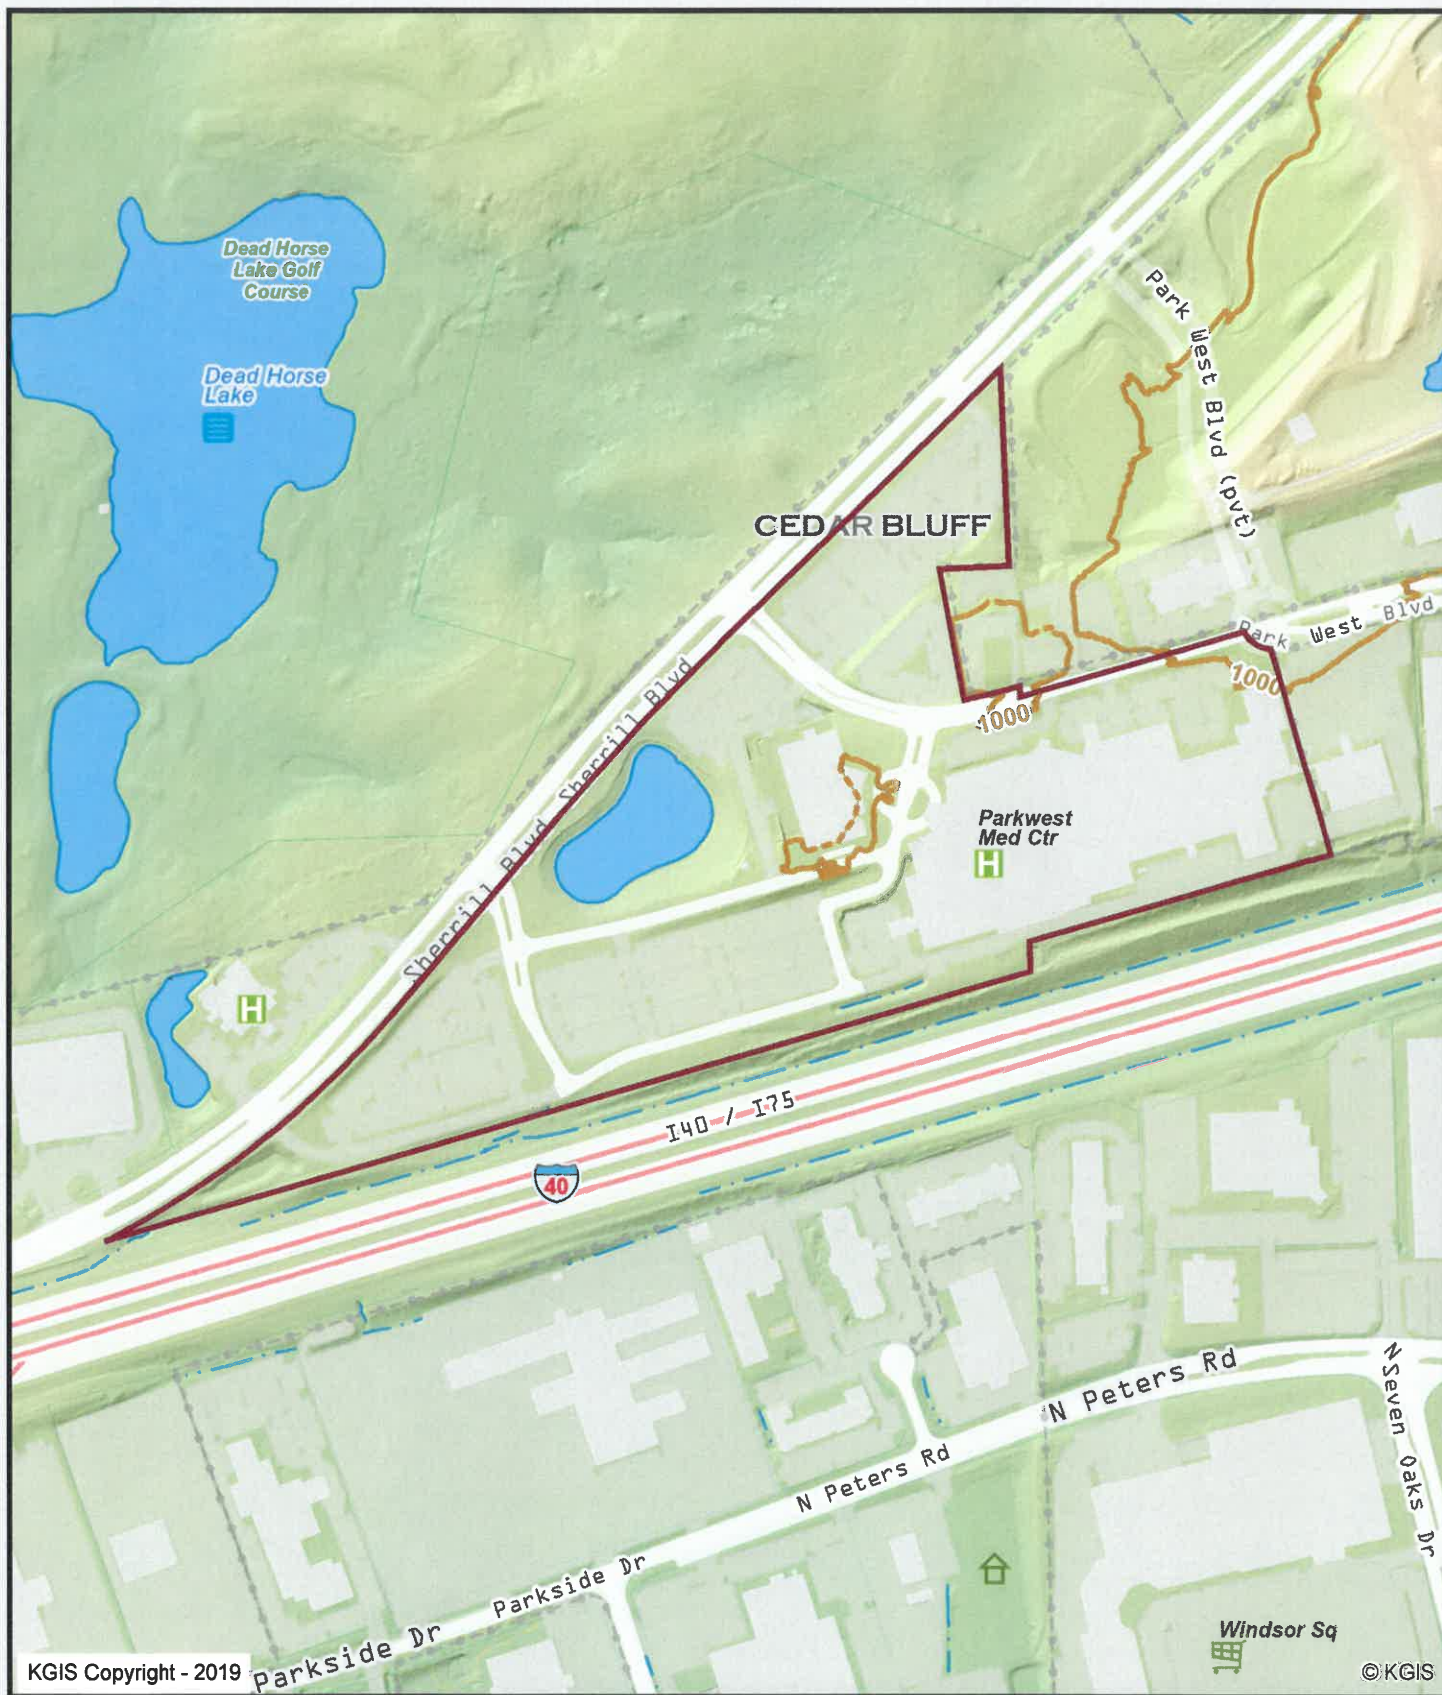 Dead Horse
Lake Golf
Course
Dead Horse
Lake
Park West Blvd (pvt)
CEDAR BLUFF
Park West Blvd
1000
1000
Sherrill Blvd
Sherrill Blvd
Parkwest
Med Ctr
H
H
I40 / I75
40
N Peters Rd
N Seven Oaks Dr
N Peters Rd
Parkside Dr
Parkside Dr
Windsor Sq
KGIS Copyright - 2019
© KGIS